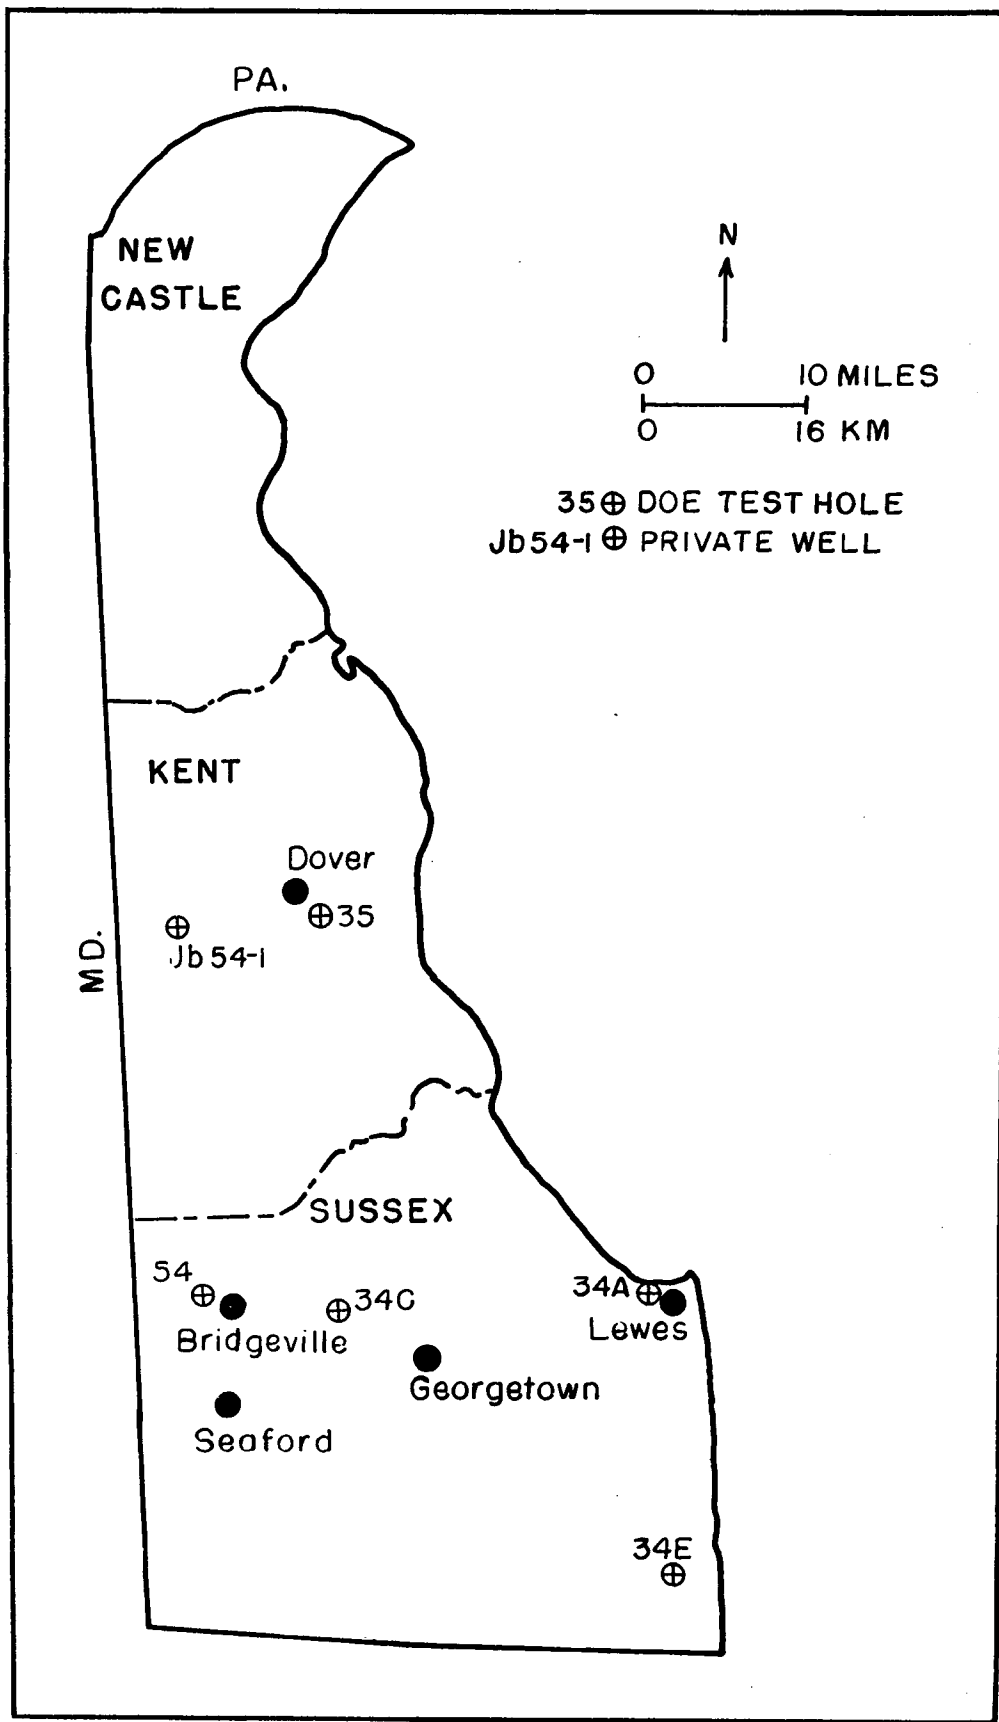 PA.
NEW
CASTLE
N
0 10 MILES
0 16 KM
35 ⊕ DOE TEST HOLE
Jb54-1 ⊕ PRIVATE WELL
KENT
Dover
35
Jb54-1
MD.
SUSSEX
54
34C
34A
Bridgeville
Lewes
Georgetown
Seaford
34E